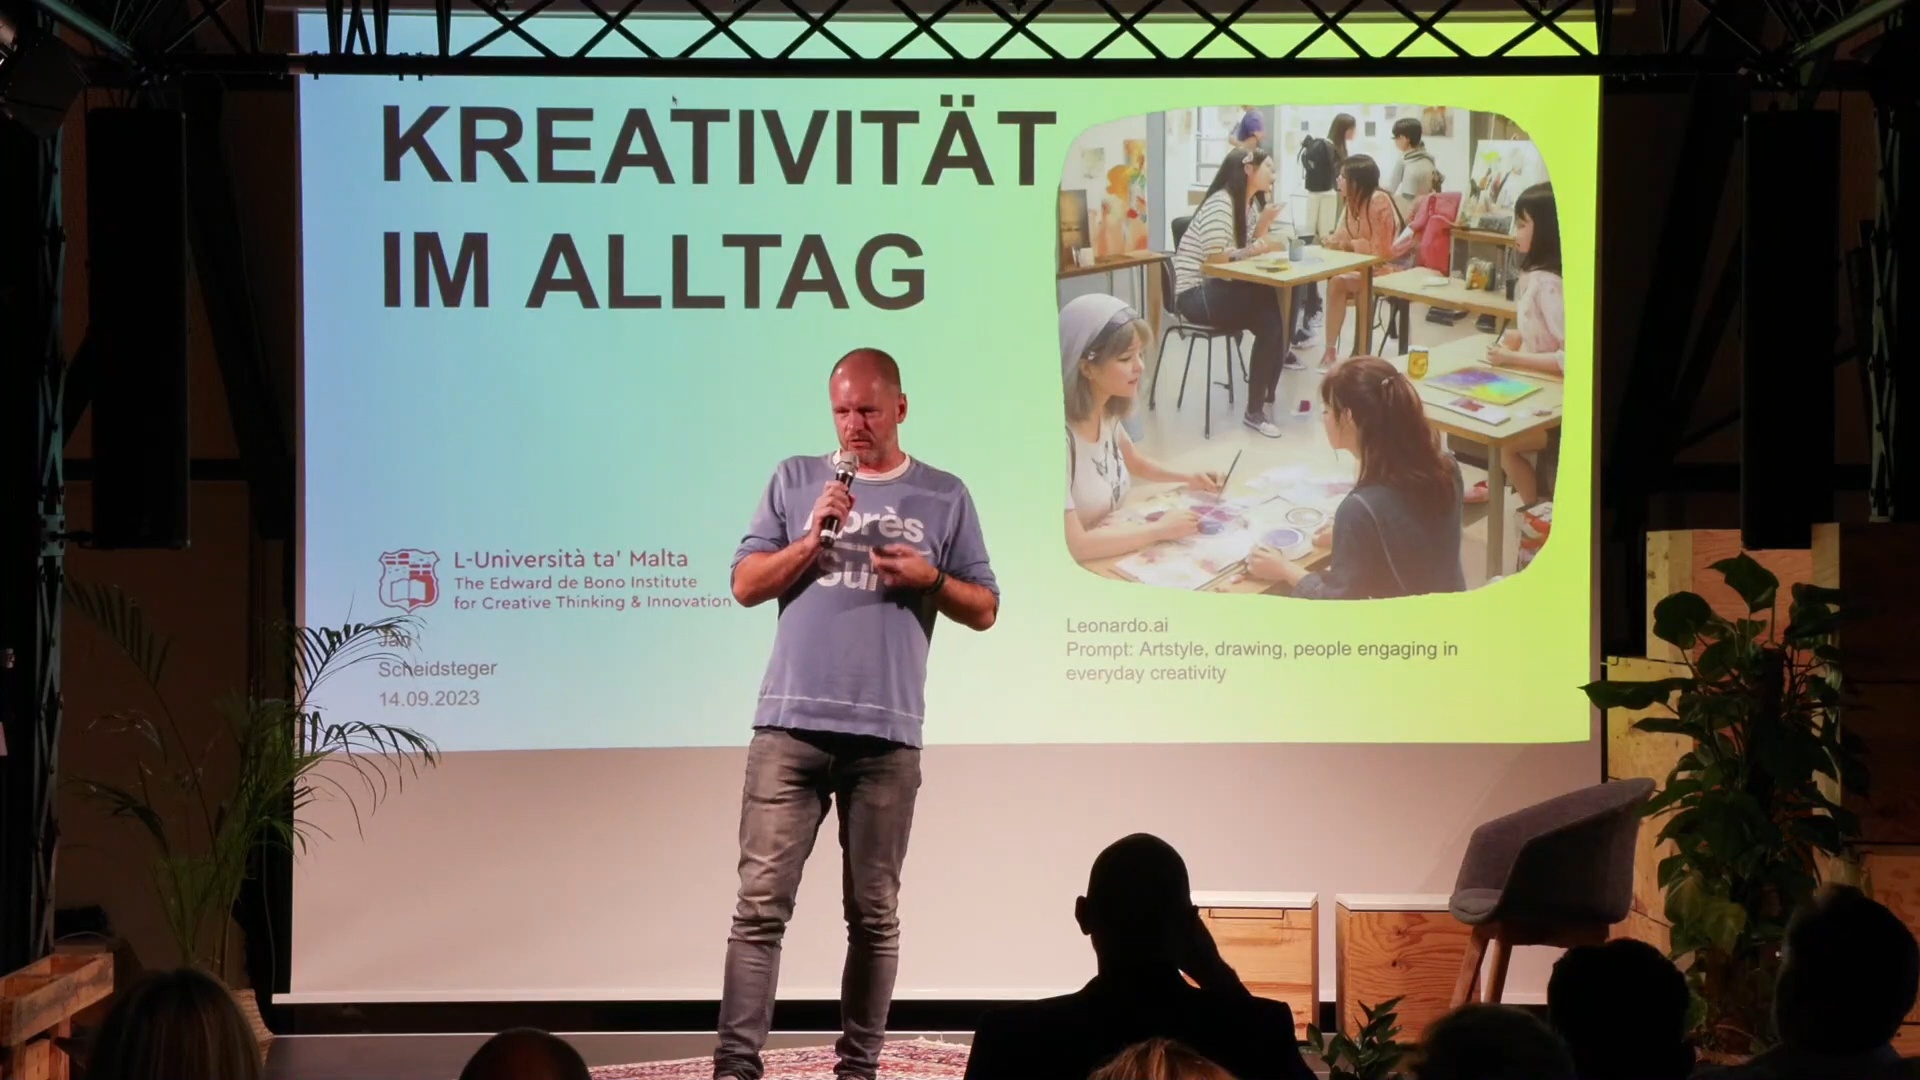 KREATIVITÄT
IM ALLTAG
L-Università ta' Malta
The Edward de Bono Institute
for Creative Thinking & Innovation
Jan
Scheidsteger
14.09.2023
Leonardo.ai
Prompt: Artstyle, drawing, people engaging in
everyday creativity